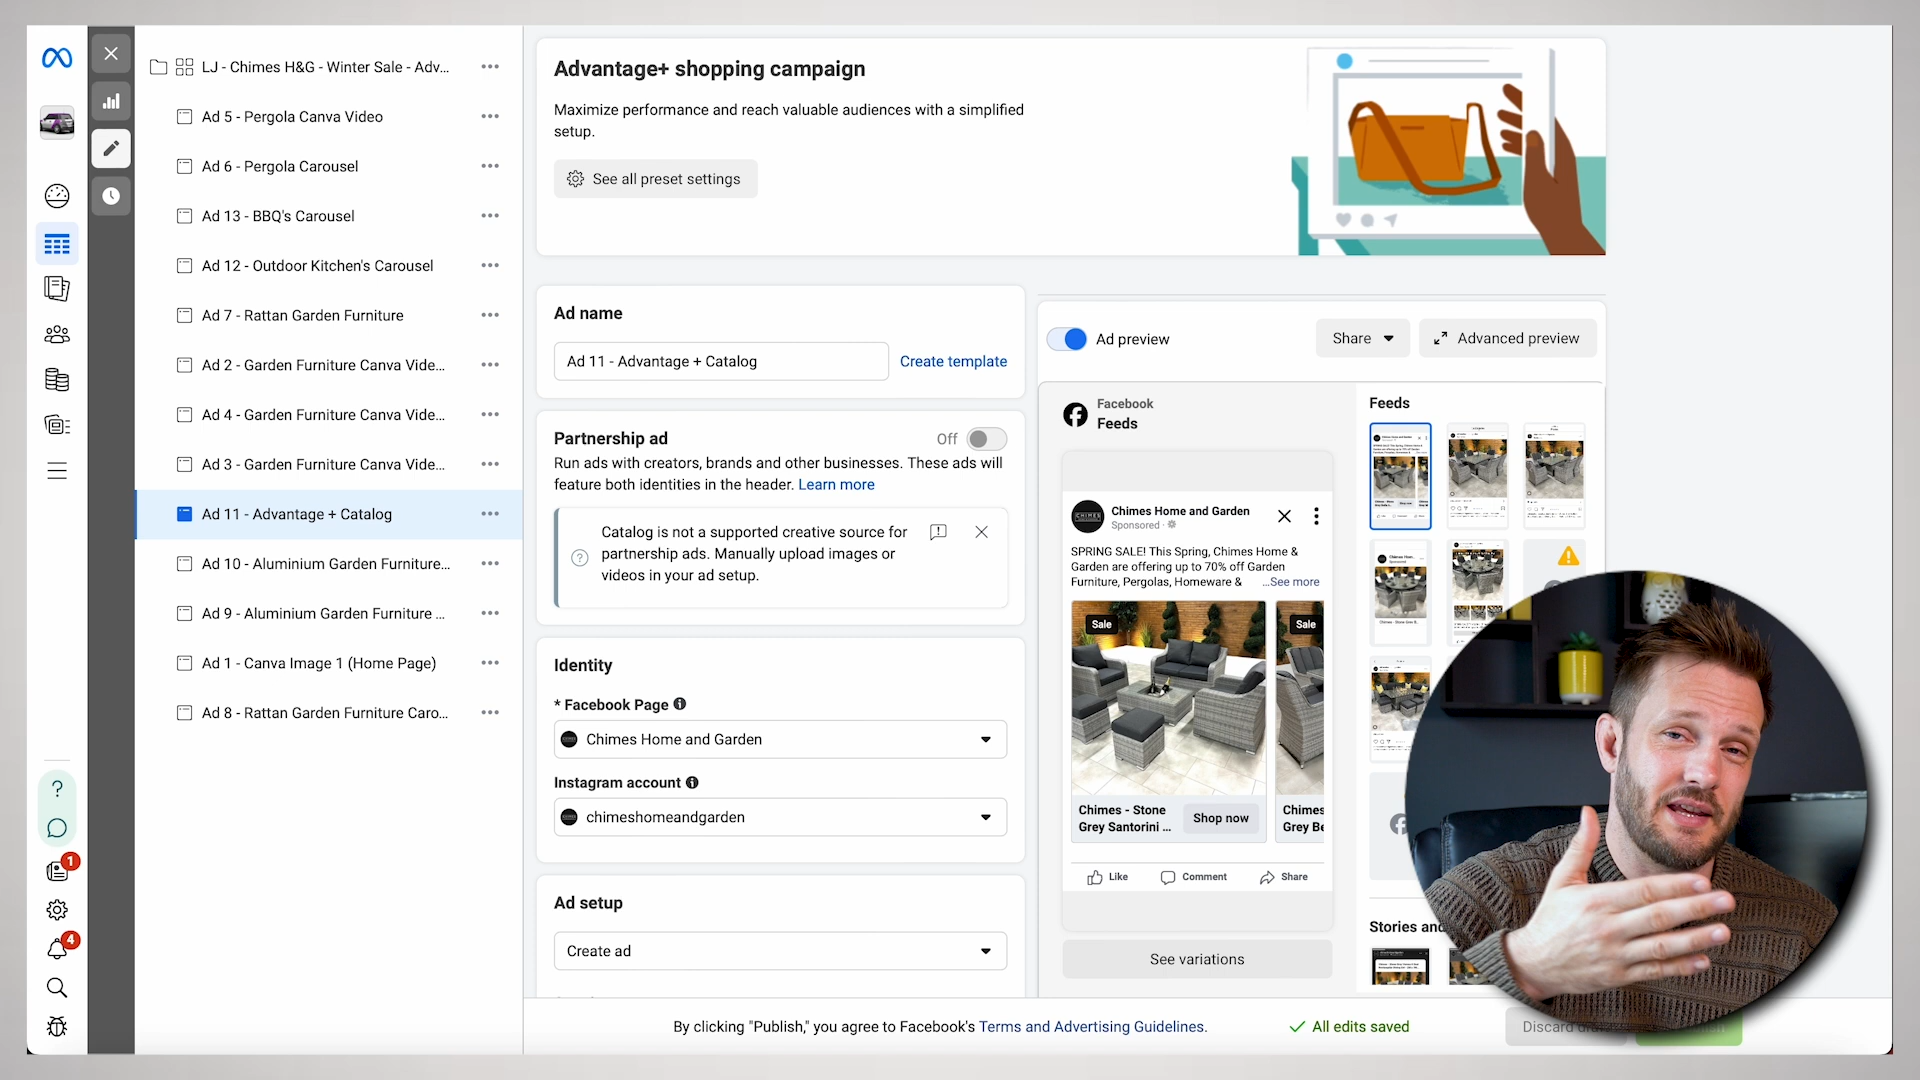 LJ - Chimes H&G - Winter Sale - Adv...
Ad 5 - Pergola Canva Video
Ad 6 - Pergola Carousel
Ad 13 - BBQ's Carousel
Ad 12 - Outdoor Kitchen's Carousel
Ad 7 - Rattan Garden Furniture
Ad 2 - Garden Furniture Canva Vide...
Ad 4 - Garden Furniture Canva Vide...
Ad 3 - Garden Furniture Canva Vide...
Ad 11 - Advantage + Catalog
Ad 10 - Aluminium Garden Furniture...
Ad 9 - Aluminium Garden Furniture ...
Ad 1 - Canva Image 1 (Home Page)
Ad 8 - Rattan Garden Furniture Caro...
1
4
Advantage+ shopping campaign
Maximize performance and reach valuable audiences with a simplified
setup.
See all preset settings
Ad name
Ad 11 - Advantage + Catalog
Create template
Partnership ad
Off
Run ads with creators, brands and other businesses. These ads will
feature both identities in the header. Learn more
Catalog is not a supported creative source for
partnership ads. Manually upload images or
videos in your ad setup.
Identity
* Facebook Page
Chimes Home and Garden
Instagram account
chimeshomeandgarden
Ad setup
Create ad
Ad preview
Share
Advanced preview
Facebook
Feeds
Chimes Home and Garden
Sponsored
SPRING SALE! This Spring, Chimes Home &
Garden are offering up to 70% off Garden
Furniture, Pergolas, Homeware & ...See more
Sale
Sale
Chimes - Stone
Grey Santorini ...
Shop now
Chimes
Grey Be
Like
Comment
Share
See variations
Feeds
Stories and
By clicking "Publish," you agree to Facebook's Terms and Advertising Guidelines.
All edits saved
Discard